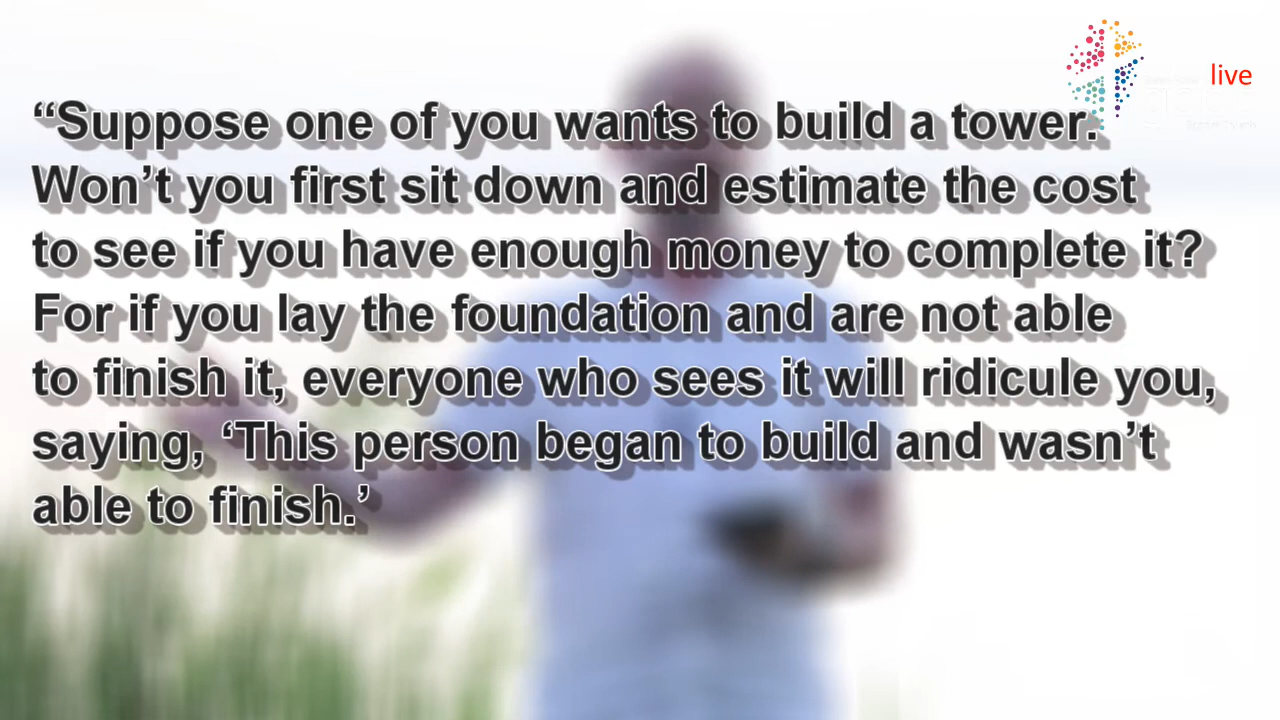 live
“Suppose one of you wants to build a tower.
Won’t you first sit down and estimate the cost
to see if you have enough money to complete it?
For if you lay the foundation and are not able
to finish it, everyone who sees it will ridicule you,
saying, ‘This person began to build and wasn’t
able to finish.’